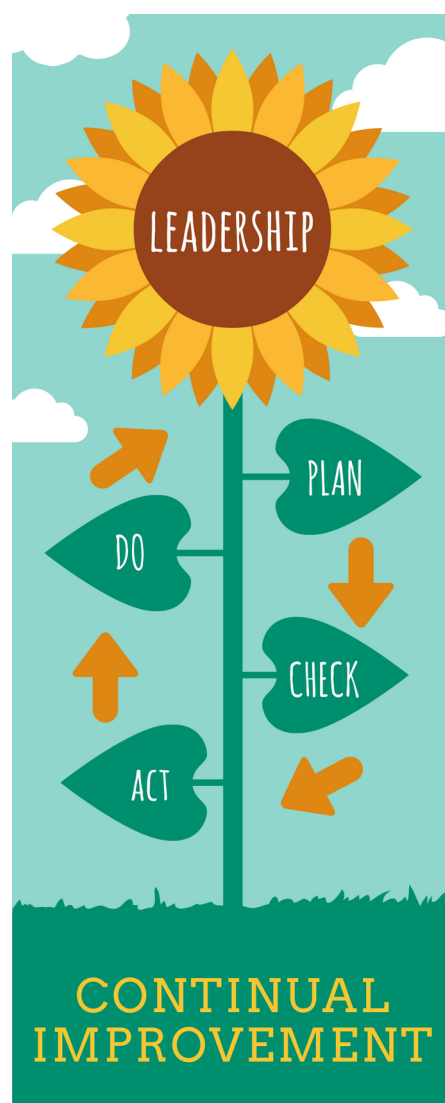 LEADERSHIP
PLAN
DO
CHECK
ACT
CONTINUAL
IMPROVEMENT